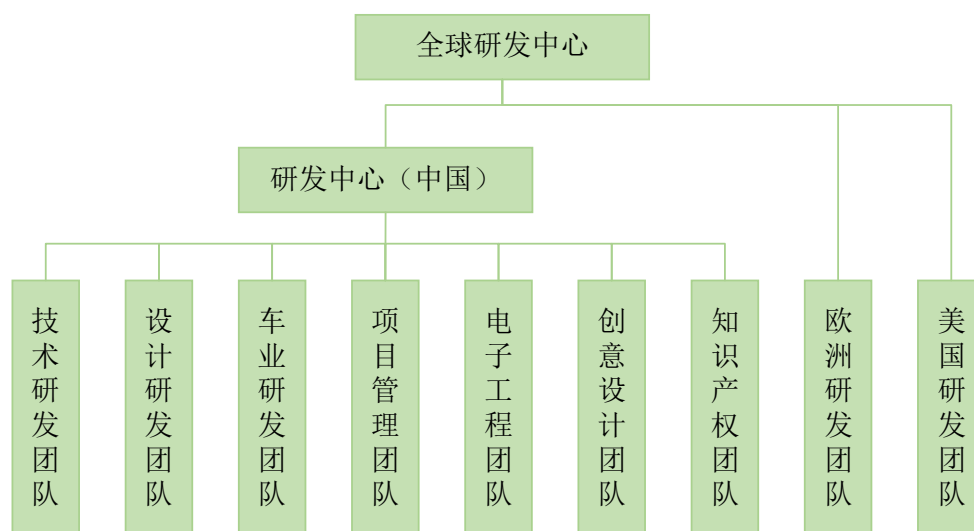 全球研发中心
研发中心（中国）
技术研发团队
设计研发团队
车业研发团队
项目管理团队
电子工程团队
创意设计团队
知识产权团队
欧洲研发团队
美国研发团队